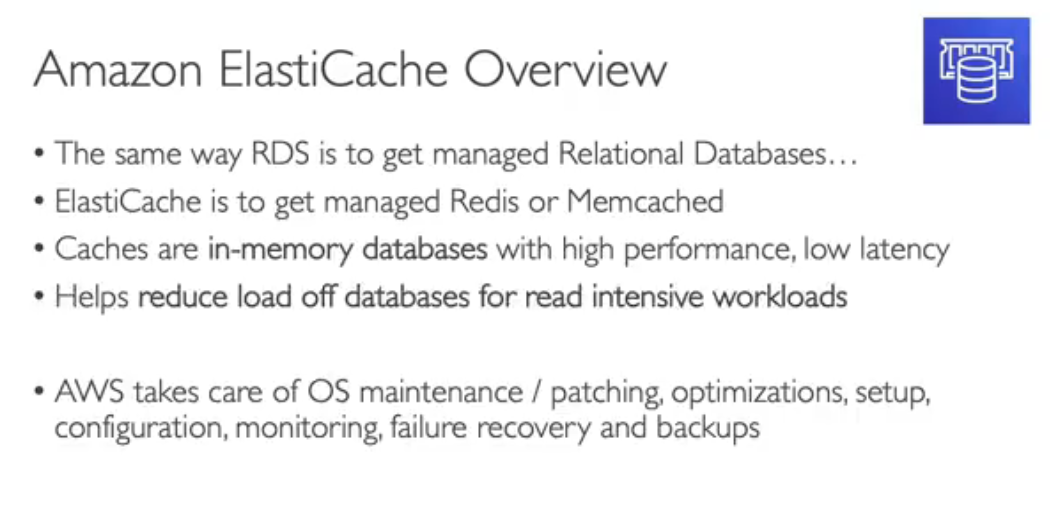 Amazon ElastiCache Overview
• The same way RDS is to get managed Relational Databases…
• ElastiCache is to get managed Redis or Memcached
• Caches are in-memory databases with high performance, low latency
• Helps reduce load off databases for read intensive workloads
• AWS takes care of OS maintenance / patching, optimizations, setup,
configuration, monitoring, failure recovery and backups